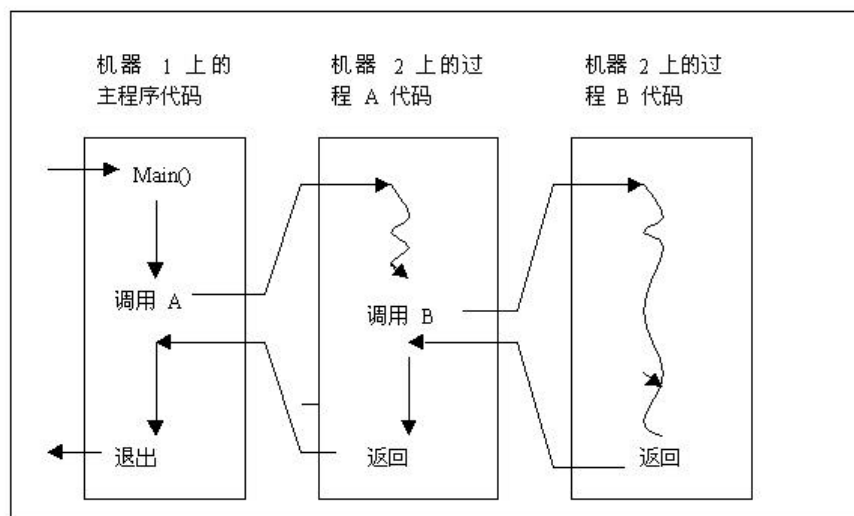 机器 1 上的
主程序代码
机器 2 上的过
程 A 代码
机器 2 上的过
程 B 代码
Main()
调用 A
退出
调用 B
返回
返回